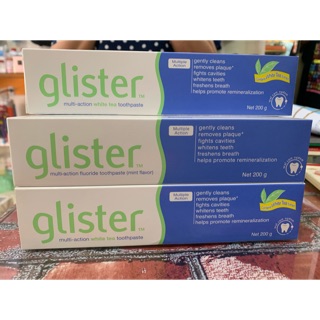 glister™
multi-action white tea toothpaste
Multiple
Action
gently cleans
removes plaque*
fights cavities
whitens teeth
freshens breath
helps promote remineralization
Net 200 g
glister™
multi-action fluoride toothpaste (mint flavor)
Multiple
Action
gently cleans
removes plaque*
fights cavities
whitens teeth
freshens breath
helps promote remineralization
Net 200 g
glister™
multi-action white tea toothpaste
Multiple
Action
gently cleans
removes plaque*
fights cavities
whitens teeth
freshens breath
helps promote remineralization
Net 200 g